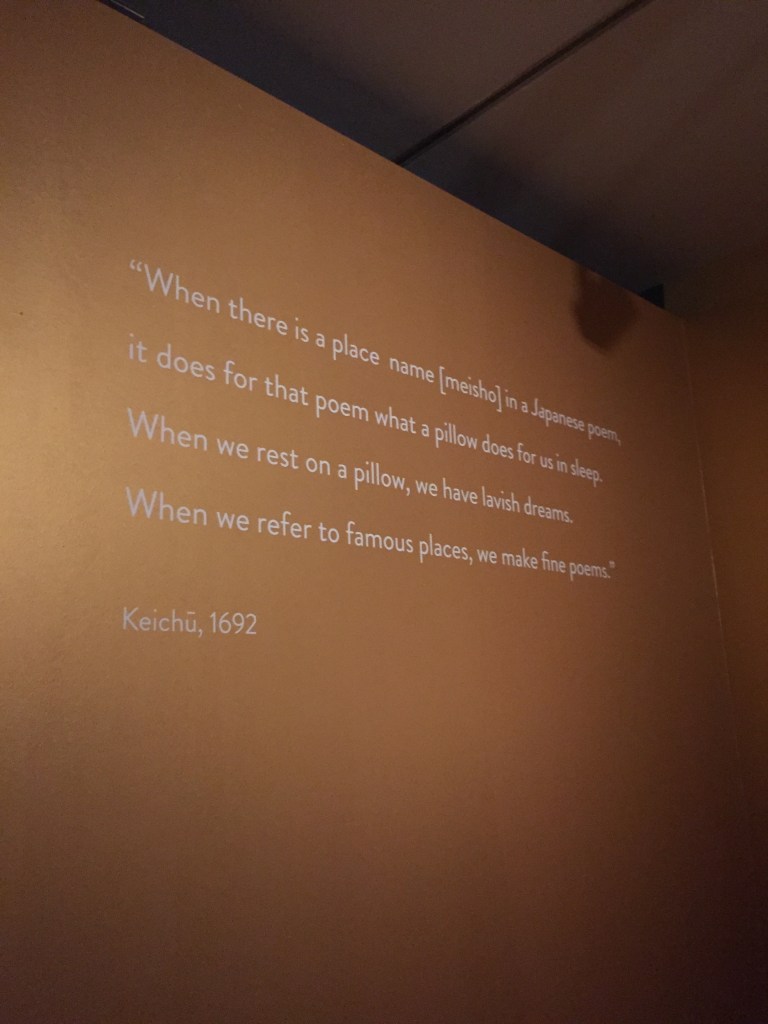 “When there is a place name [meisho] in a Japanese poem,
it does for that poem what a pillow does for us in sleep.
When we rest on a pillow, we have lavish dreams.
When we refer to famous places, we make fine poems.”
Keichū, 1692